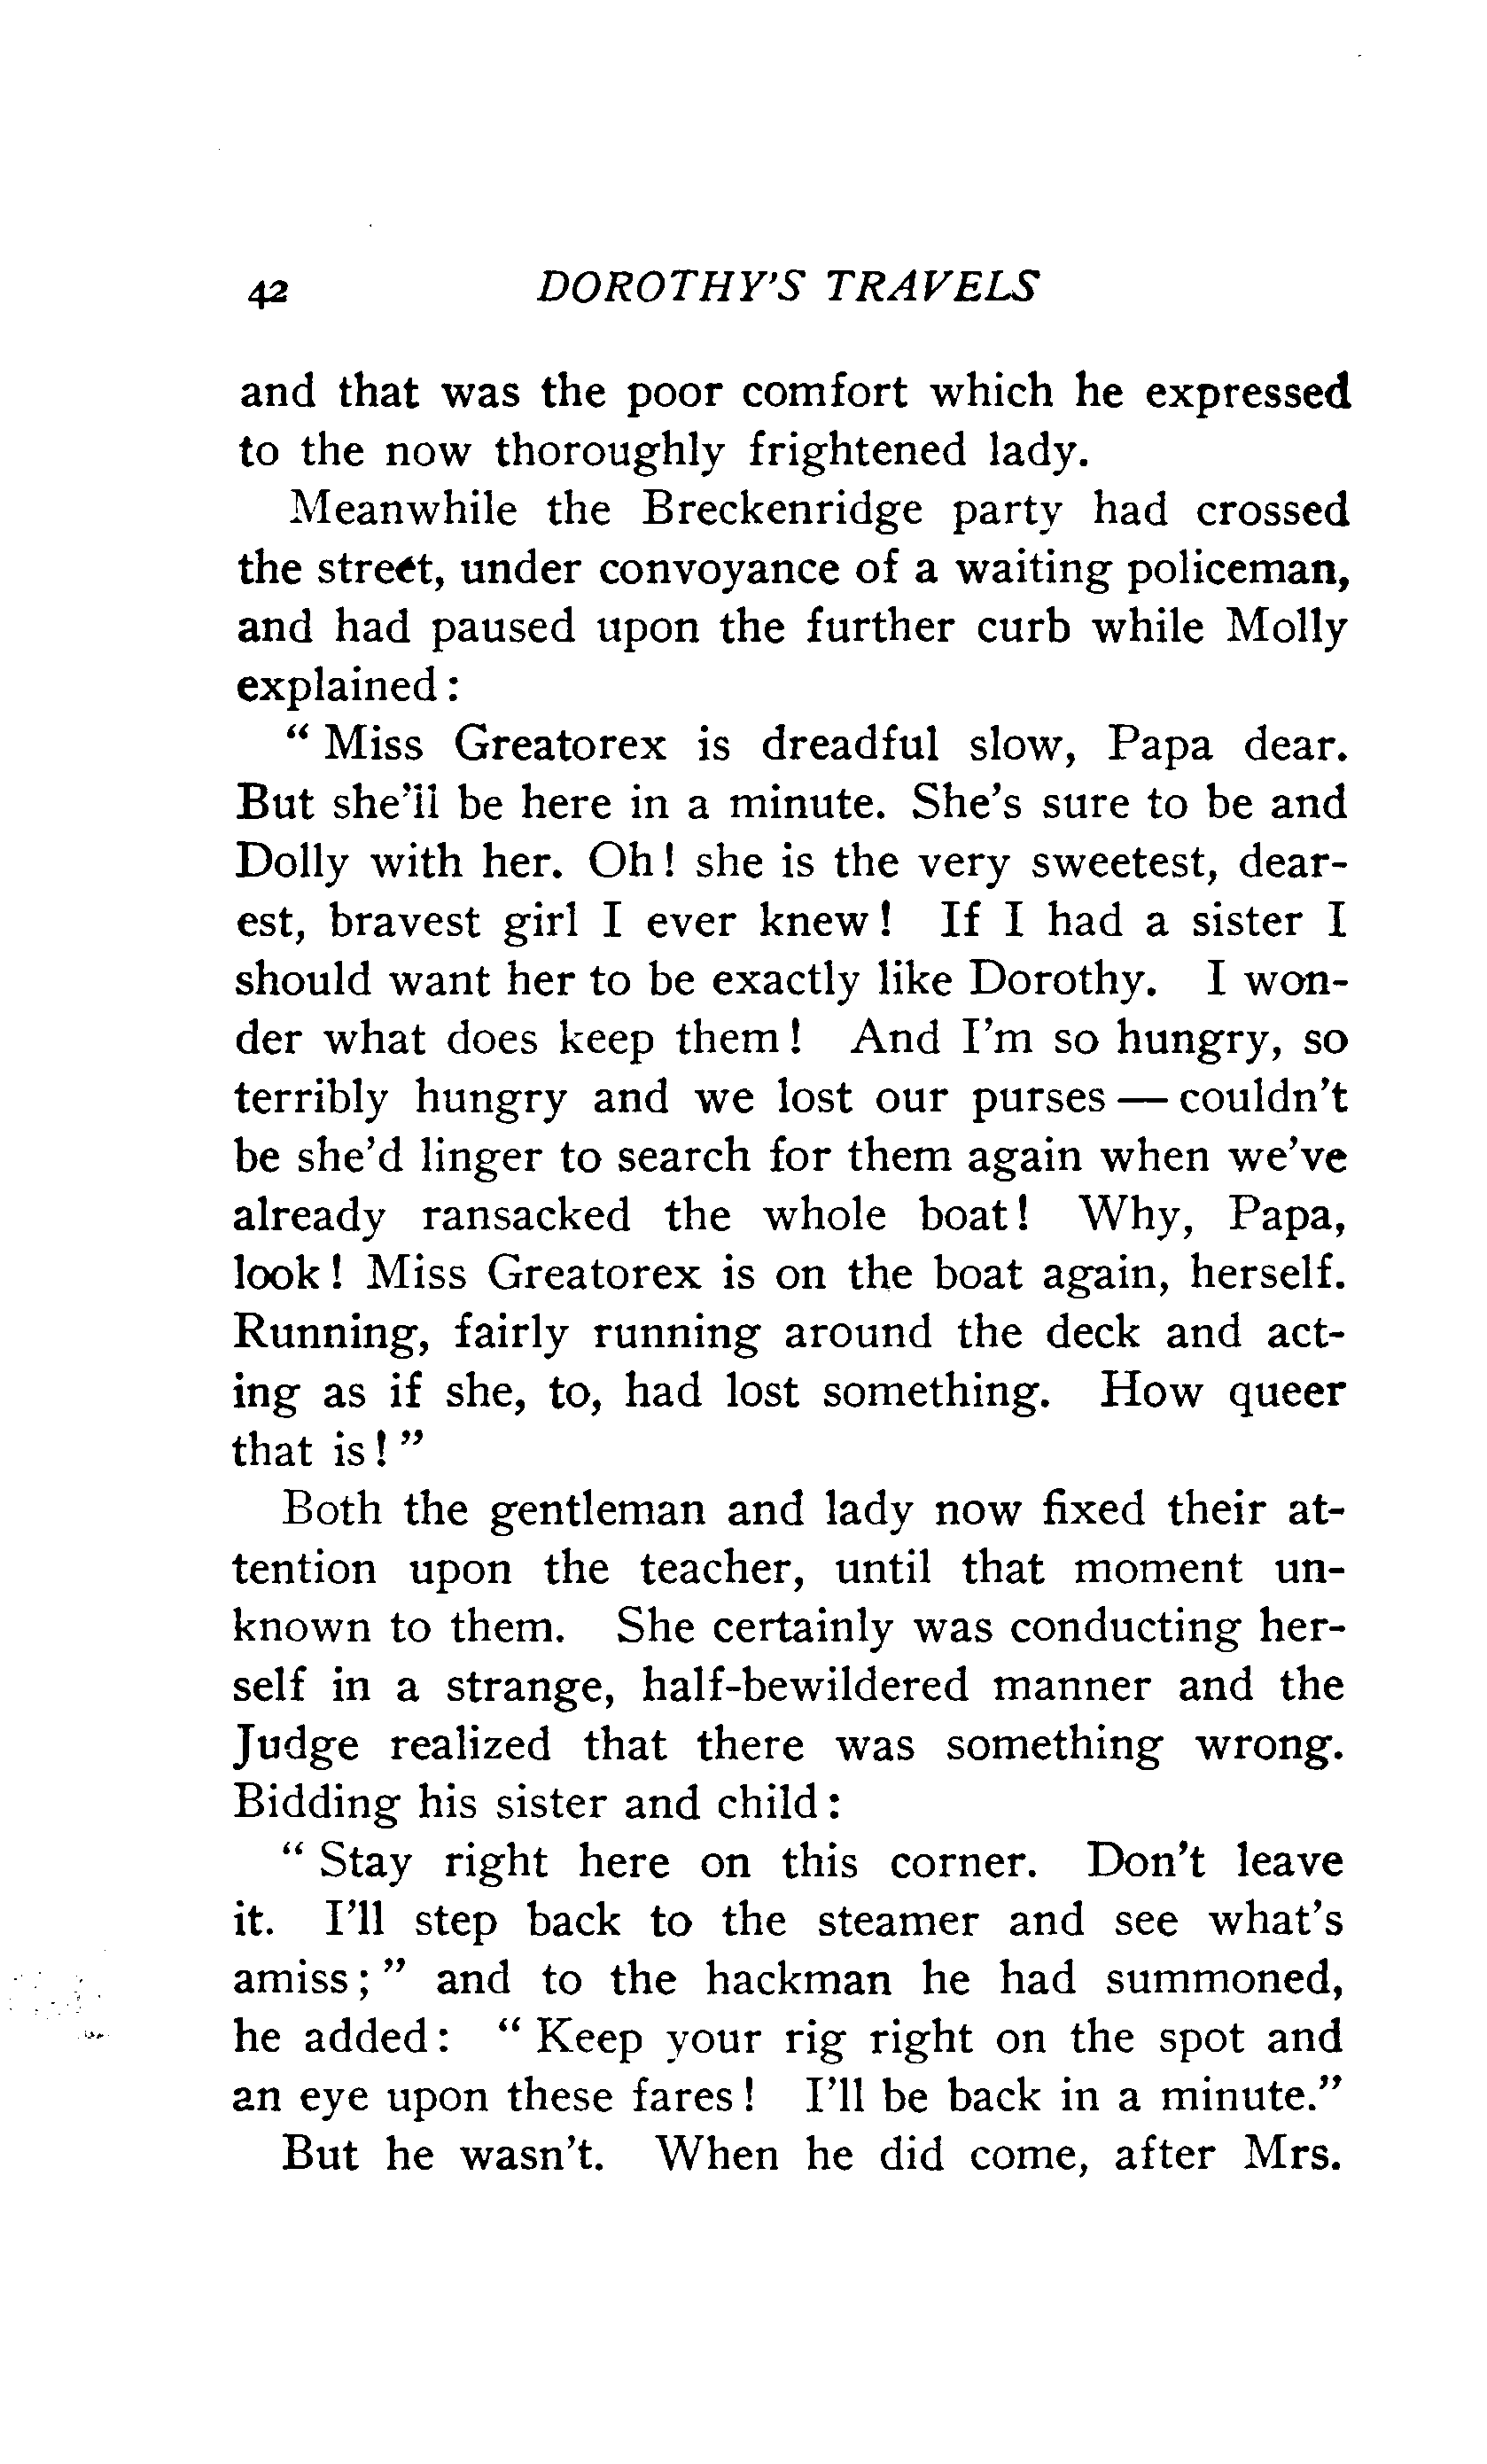 42 DOROTHY'S TRAVELS
and that was the poor comfort which he expressed
to the now thoroughly frightened lady.
Meanwhile the Breckenridge party had crossed
the street, under convoyance of a waiting policeman,
and had paused upon the further curb while Molly
explained:
"Miss Greatorex is dreadful slow, Papa dear.
But she'll be here in a minute. She's sure to be and
Dolly with her. Oh! she is the very sweetest, dear-
est, bravest girl I ever knew! If I had a sister I
should want her to be exactly like Dorothy. I won-
der what does keep them! And I'm so hungry, so
terribly hungry and we lost our purses — couldn't
be she'd linger to search for them again when we've
already ransacked the whole boat! Why, Papa,
look! Miss Greatorex is on the boat again, herself.
Running, fairly running around the deck and act-
ing as if she, to, had lost something. How queer
that is!"
Both the gentleman and lady now fixed their at-
tention upon the teacher, until that moment un-
known to them. She certainly was conducting her-
self in a strange, half-bewildered manner and the
Judge realized that there was something wrong.
Bidding his sister and child:
"Stay right here on this corner. Don't leave
it. I'll step back to the steamer and see what's
amiss;" and to the hackman he had summoned,
he added: "Keep your rig right on the spot and
an eye upon these fares! I'll be back in a minute."
But he wasn't. When he did come, after Mrs.